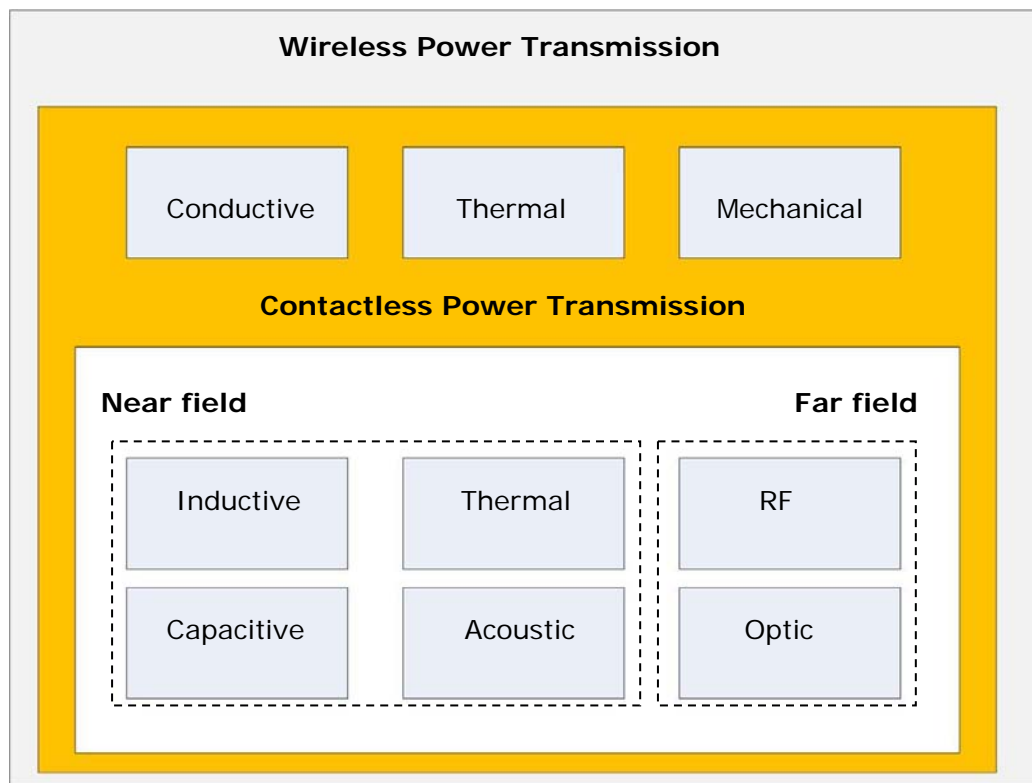 Wireless Power Transmission
Conductive
Thermal
Mechanical
Contactless Power Transmission
Near field
Far field
Inductive
Thermal
RF
Capacitive
Acoustic
Optic